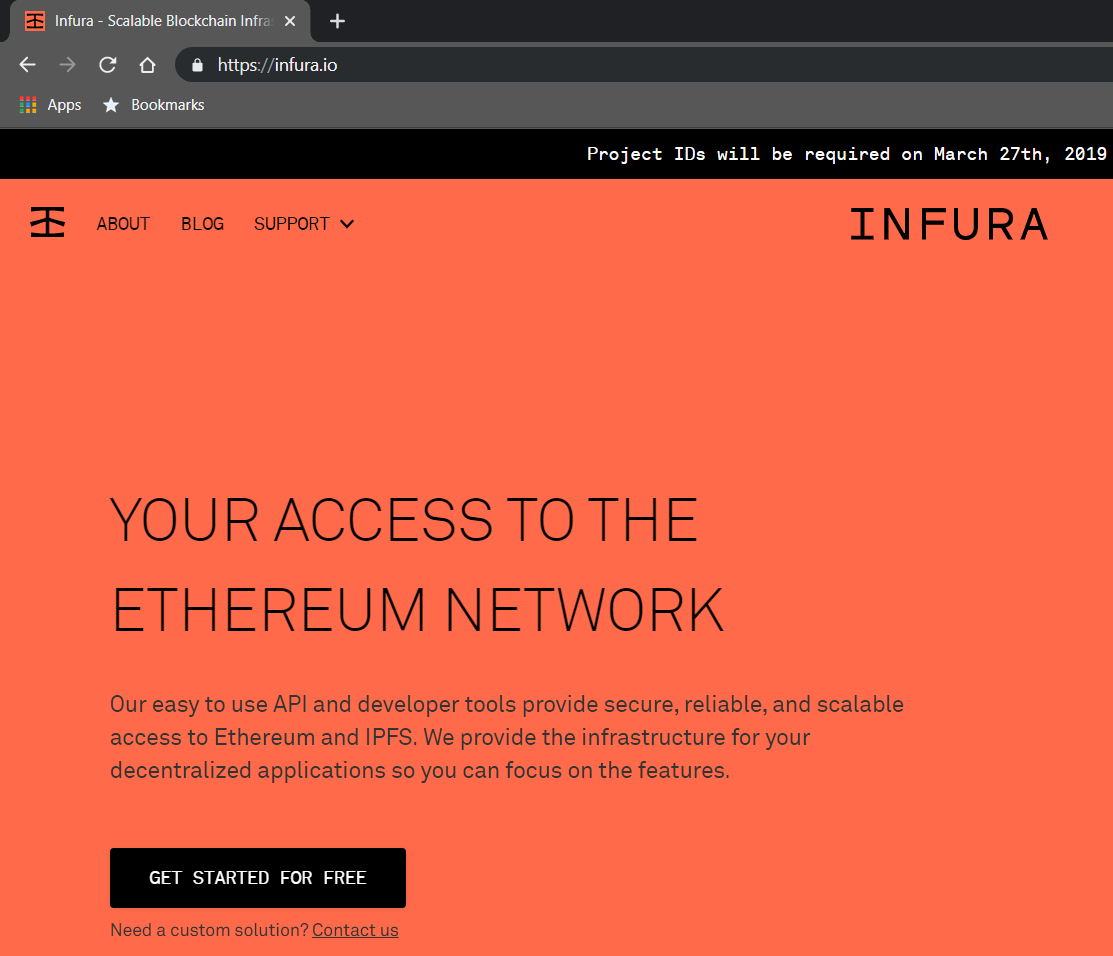 Infura - Scalable Blockchain Infra
https://infura.io
Apps Bookmarks
Project IDs will be required on March 27th, 2019
ABOUT BLOG SUPPORT INFURA
YOUR ACCESS TO THE
ETHEREUM NETWORK
Our easy to use API and developer tools provide secure, reliable, and scalable
access to Ethereum and IPFS. We provide the infrastructure for your
decentralized applications so you can focus on the features.
GET STARTED FOR FREE
Need a custom solution? Contact us